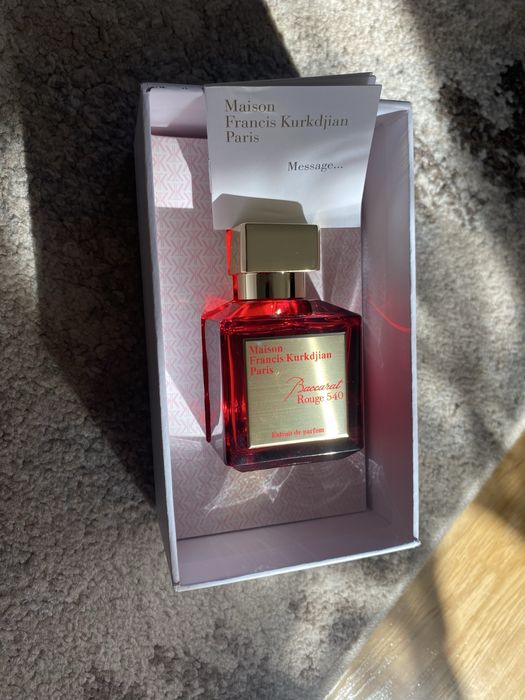 Maison
Francis Kurkdjian
Paris
Message...
Maison
Francis Kurkdjian
Paris
Baccarat
Rouge 540
Extrait de parfum